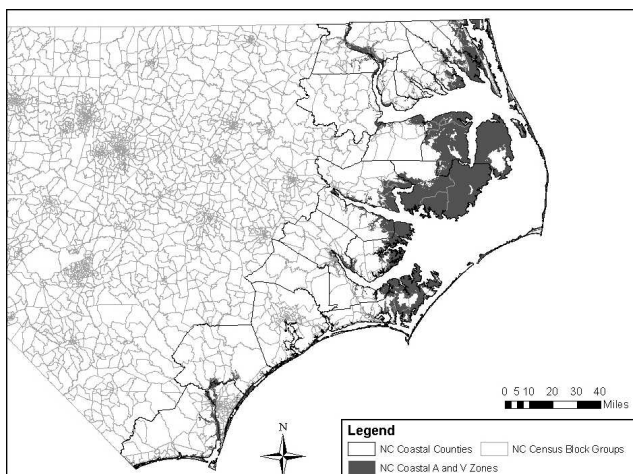 0 5 10 20 30 40
Miles
N
Legend
NC Coastal Counties
NC Census Block Groups
NC Coastal A and V Zones